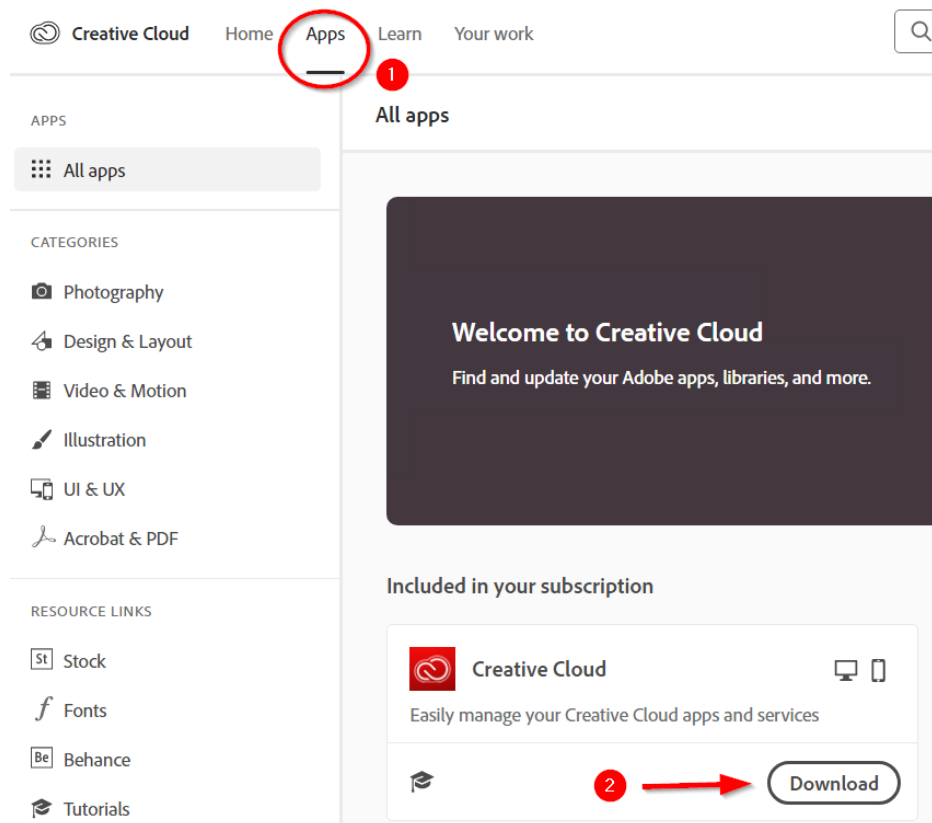 Creative Cloud Home Apps Learn Your work
1
APPS
All apps
All apps
CATEGORIES
Photography
Design & Layout
Video & Motion
Illustration
UI & UX
Acrobat & PDF
Welcome to Creative Cloud
Find and update your Adobe apps, libraries, and more.
RESOURCE LINKS
St Stock
Fonts
Be Behance
Tutorials
Included in your subscription
Creative Cloud
Easily manage your Creative Cloud apps and services
2 Download